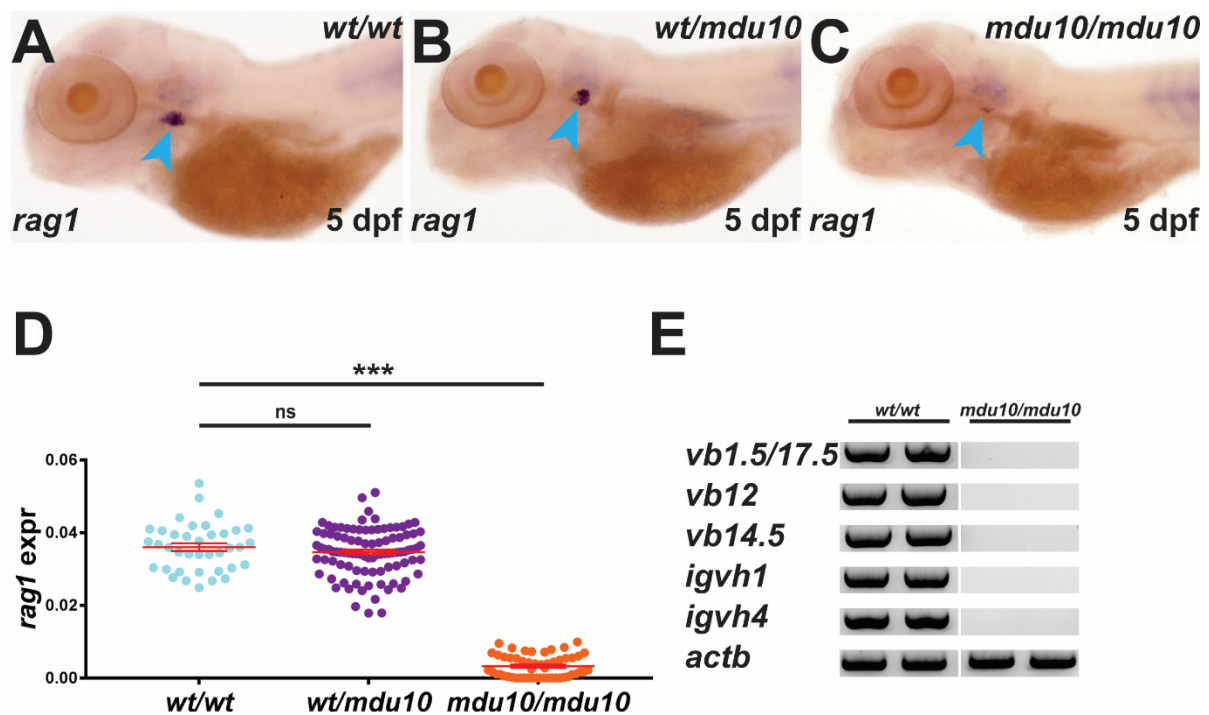 A
wt/wt
rag1
5 dpf
B
wt/mdu10
rag1
5 dpf
C
mdu10/mdu10
rag1
5 dpf
D
***
ns
0.06
0.04
0.02
0.00
rag1 expr
wt/wt
wt/mdu10
mdu10/mdu10
E
wt/wt
mdu10/mdu10
vb1.5/17.5
vb12
vb14.5
igvh1
igvh4
actb